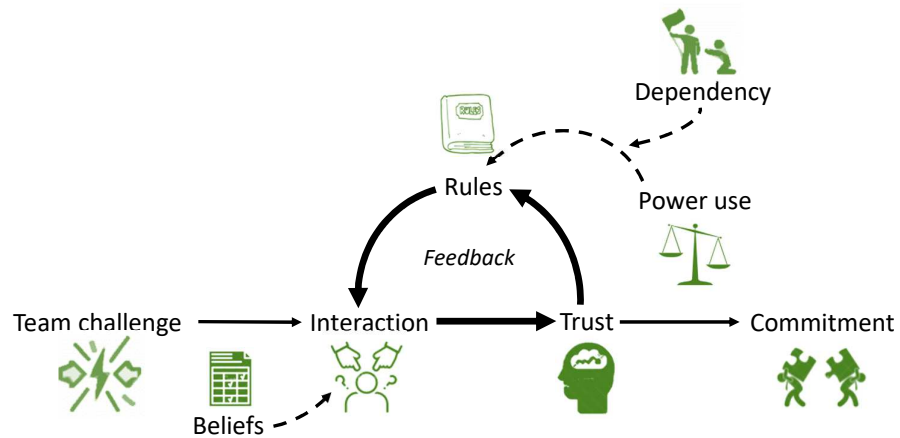 Dependency
Rules
Power use
Feedback
Team challenge
Interaction
Trust
Commitment
Beliefs